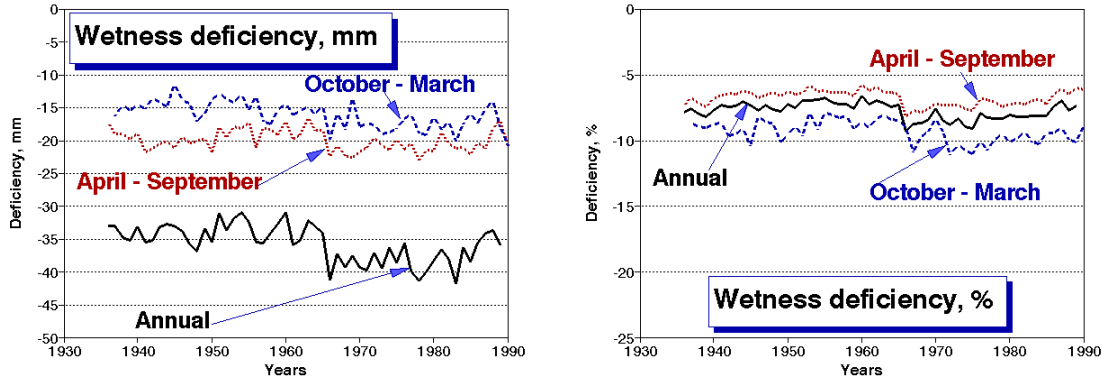 Wetness deficiency, mm
October - March
April - September
Annual
Deficiency, mm
0
-5
-10
-15
-20
-25
-30
-35
-40
-45
-50
1930
1940
1950
1960
1970
1980
1990
Years
April - September
Annual
October - March
Wetness deficiency, %
Deficiency, %
0
-5
-10
-15
-20
-25
1930
1940
1950
1960
1970
1980
1990
Years